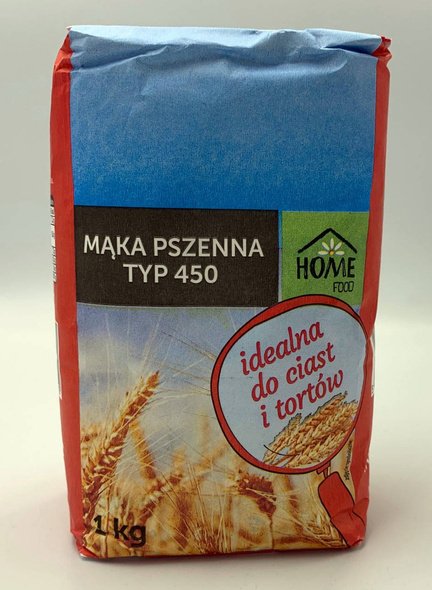 MĄKA PSZENNA
TYP 450
HOME
FOOD
idealna
do ciast
i tortów
1 kg